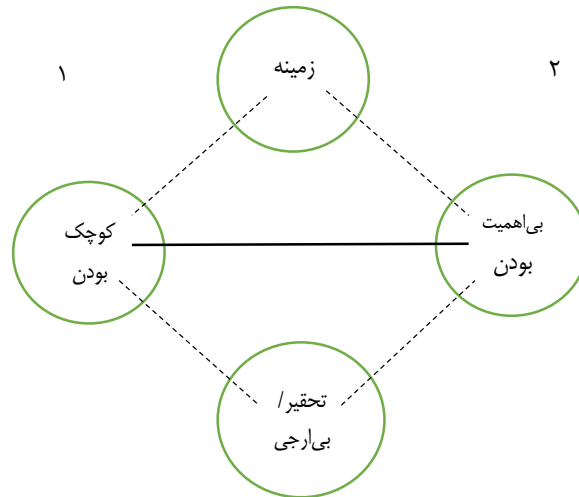 زمینه
۱
۲
کوچک
بودن
بی‌اهمیت
بودن
تحقیر/
بی‌ارجی